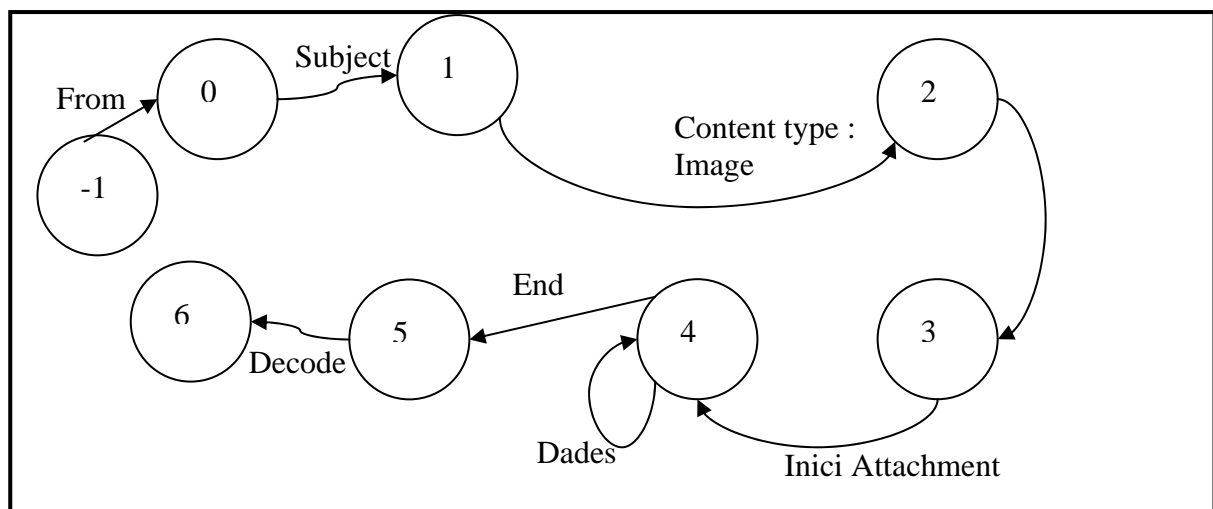 From
-1
0
Subject
1
Content type :
Image
2
3
Inici Attachment
4
Dades
End
5
Decode
6